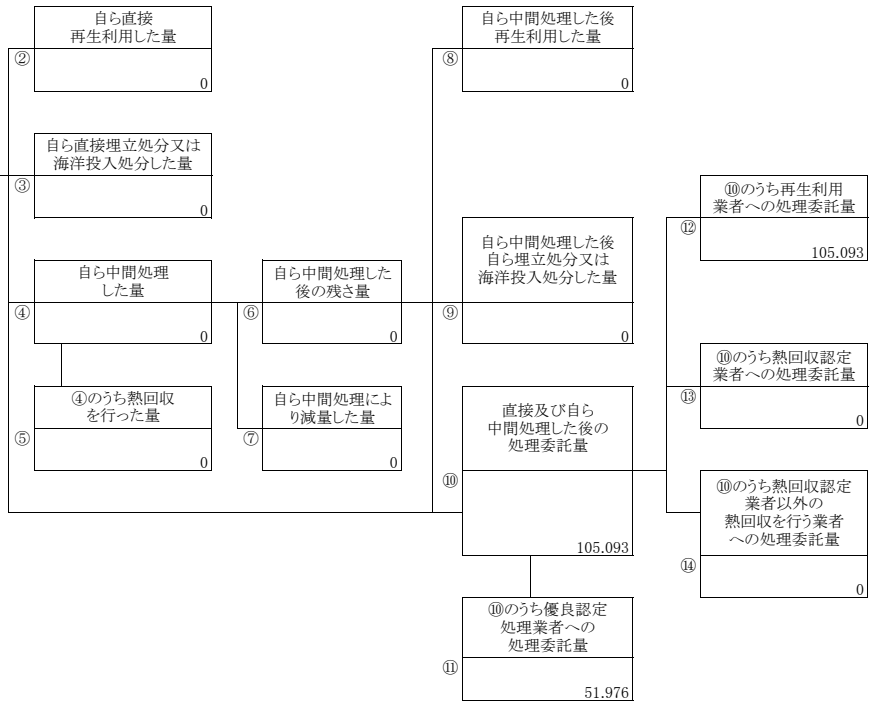 自ら直接
再生利用した量
②
0
自ら直接埋立処分又は
海洋投入処分した量
③
0
自ら中間処理
した量
④
0
④のうち熱回収
を行った量
⑤
0
自ら中間処理した
後の残さ量
⑥
0
自ら中間処理によ
り減量した量
⑦
0
自ら中間処理した後
再生利用した量
⑧
0
自ら中間処理した後
自ら埋立処分又は
海洋投入処分した量
⑨
0
直接及び自ら
中間処理した後の
処理委託量
⑩
105.093
⑩のうち優良認定
処理業者への
処理委託量
⑪
51.976
⑩のうち再生利用
業者への処理委託量
⑫
105.093
⑩のうち熱回収認定
業者への処理委託量
⑬
0
⑩のうち熱回収認定
業者以外の
熱回収を行う業者
への処理委託量
⑭
0